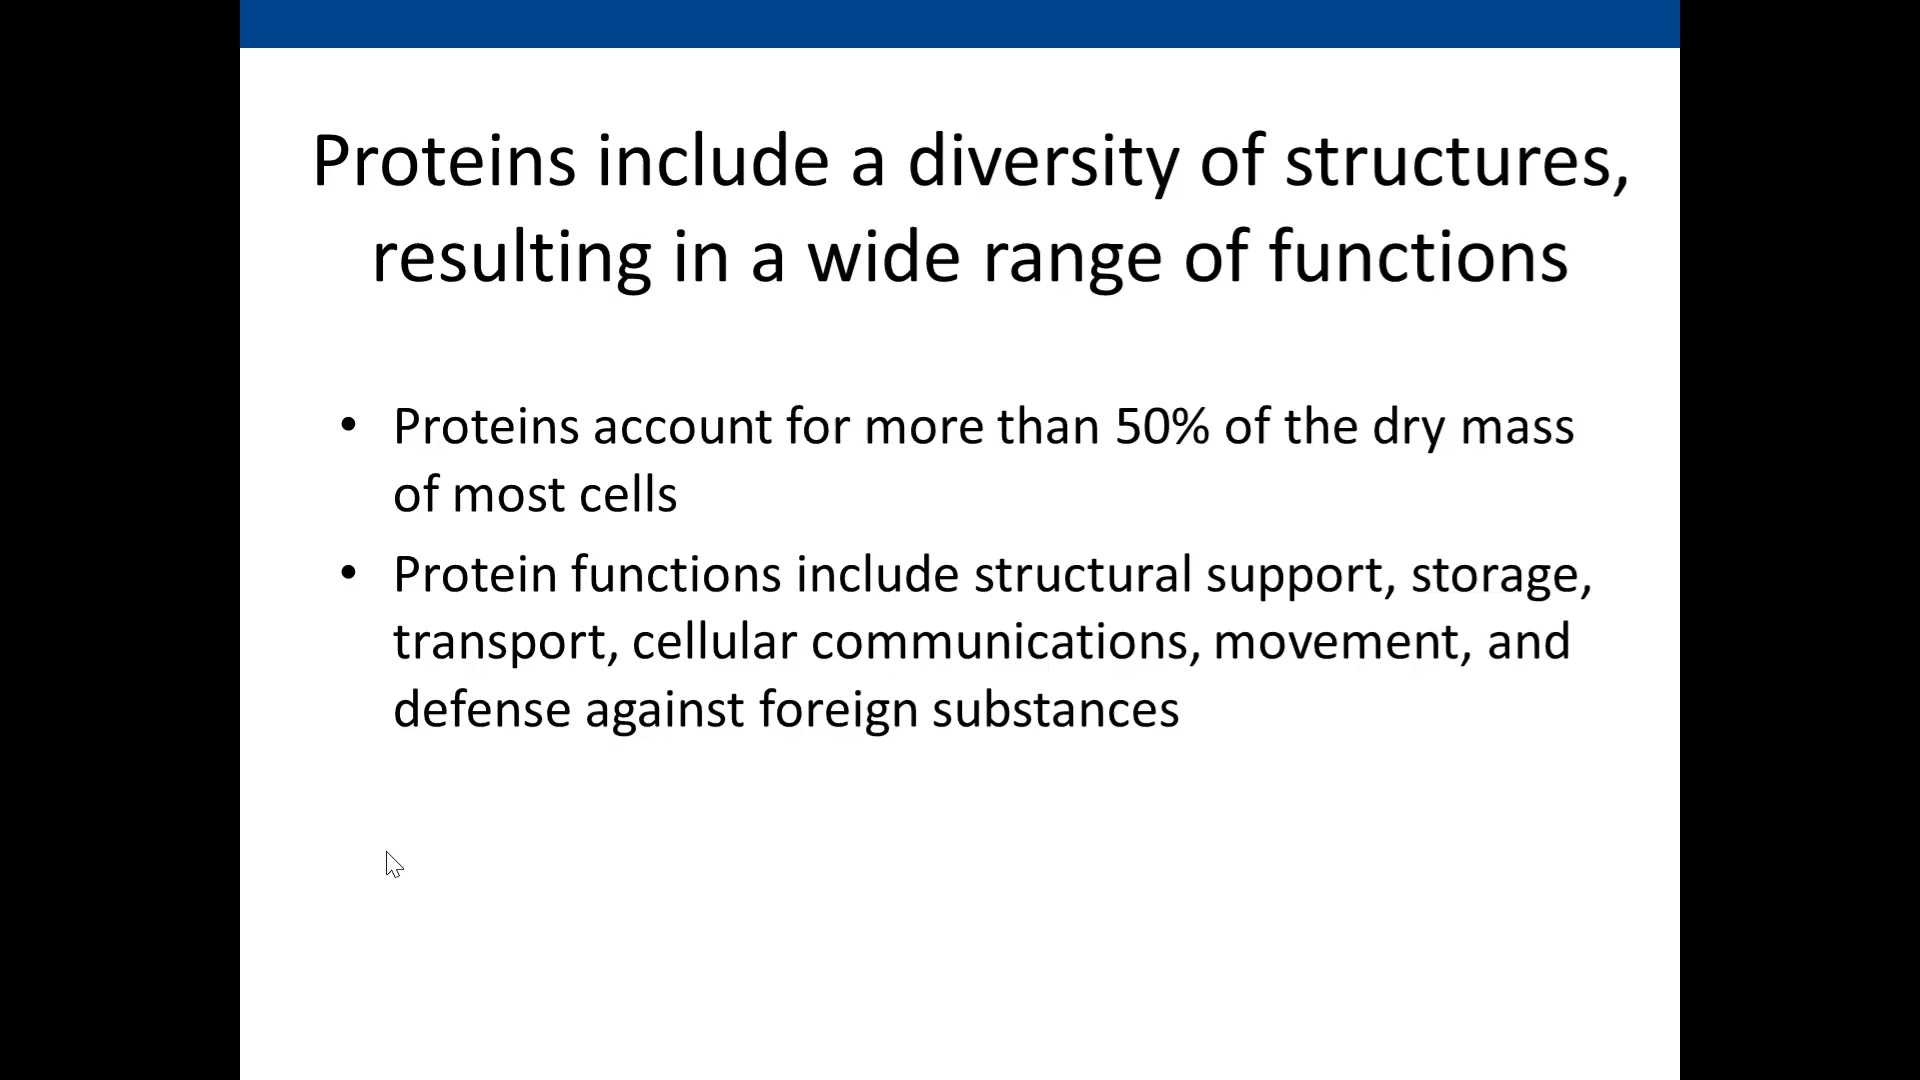 Proteins include a diversity of structures,
resulting in a wide range of functions
• Proteins account for more than 50% of the dry mass
of most cells
• Protein functions include structural support, storage,
transport, cellular communications, movement, and
defense against foreign substances